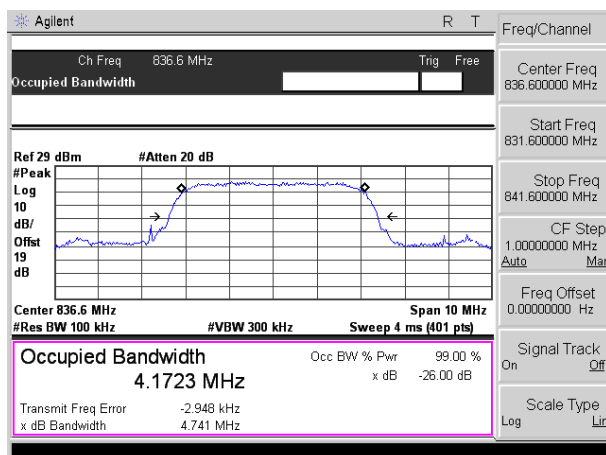 Agilent R T
Ch Freq 836.6 MHz Trig Free
Occupied Bandwidth
Ref 29 dBm #Atten 20 dB
#Peak
Log
10
dB/
Offst
19
dB
Center 836.6 MHz Span 10 MHz
#Res BW 100 kHz #VBW 300 kHz Sweep 4 ms (401 pts)
Occupied Bandwidth Occ BW % Pwr 99.00 %
4.1723 MHz x dB -26.00 dB
Transmit Freq Error -2.948 kHz
x dB Bandwidth 4.741 MHz
Freq/Channel
Center Freq
836.600000 MHz
Start Freq
831.600000 MHz
Stop Freq
841.600000 MHz
CF Step
1.00000000 MHz
Auto Mar
Freq Offset
0.00000000 Hz
Signal Track
On Off
Scale Type
Log Lin